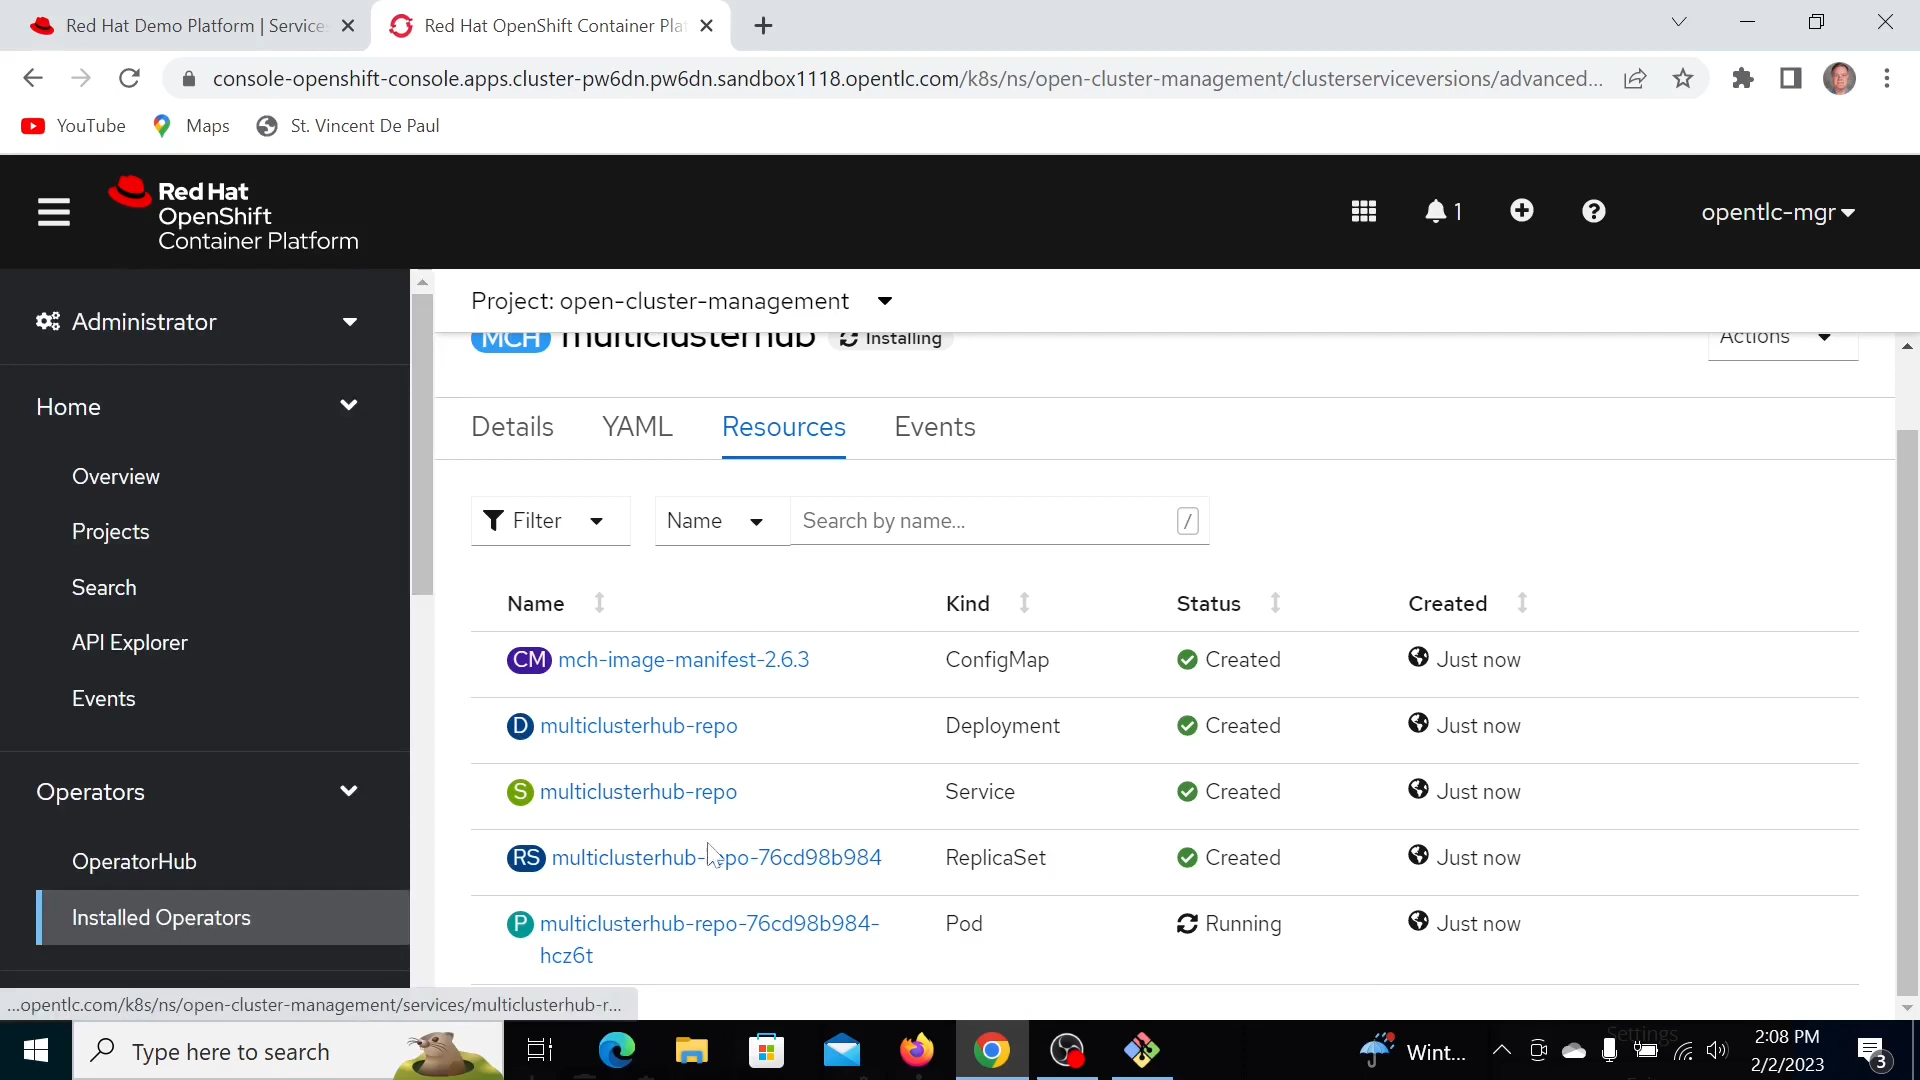 Red Hat Demo Platform | Service
Red Hat OpenShift Container Pla
console-openshift-console.apps.cluster-pw6dn.pw6dn.sandbox1118.opentlc.com/k8s/ns/open-cluster-management/clusterserviceversions/advanced...
YouTube
Maps
St. Vincent De Paul
Red Hat
OpenShift
Container Platform
1
opentlc-mgr
Administrator
Home
Overview
Projects
Search
API Explorer
Events
Operators
OperatorHub
Installed Operators
Project: open-cluster-management
MCH multiclusterhub Installing
Actions
Details YAML Resources Events
Filter Name Search by name... /
Name Kind Status Created
CM mch-image-manifest-2.6.3 ConfigMap Created Just now
D multiclusterhub-repo Deployment Created Just now
S multiclusterhub-repo Service Created Just now
RS multiclusterhub-repo-76cd98b984 ReplicaSet Created Just now
P multiclusterhub-repo-76cd98b984- Pod Running Just now
hcz6t
...opentlc.com/k8s/ns/open-cluster-management/services/multiclusterhub-r...
Type here to search
Wint...
Settings
2:08 PM
2/2/2023
3